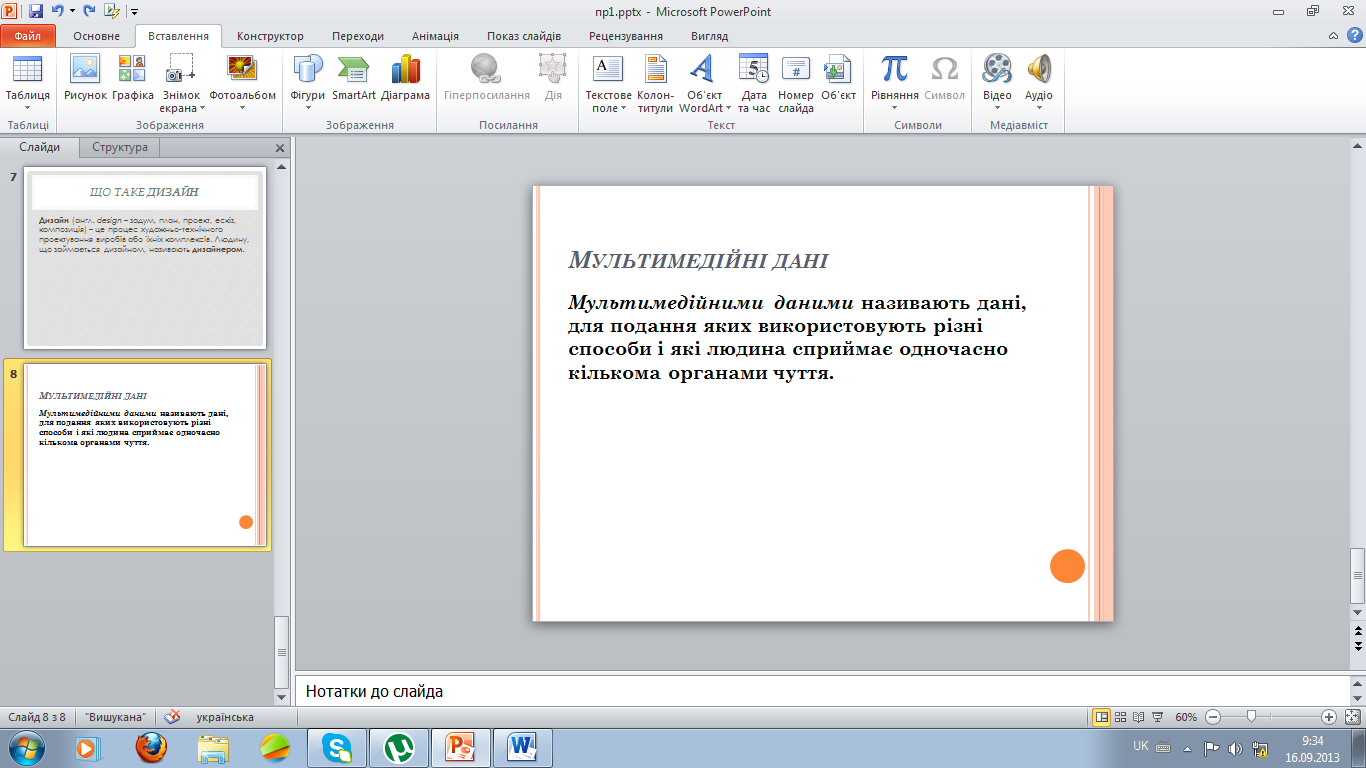 пр1.pptx - Microsoft PowerPoint
Файл Основне Вставлення Конструктор Переходи Анімація Показ слайдів Рецензування Вигляд
Таблиця Рисунок Графіка Знімок екрана Фотоальбом Фігури SmartArt Діаграма Гіперпосилання Дія Текстове поле Колон-титули Об'єкт WordArt Дата та час Номер слайда Об'єкт Рівняння Символ Відео Аудіо
Таблиці Зображення Зображення Посилання Текст Символи Медіавміст
Слайди Структура
7
ЩО ТАКЕ ДИЗАЙН
Дизайн (англ. design – задум, план, проект, ескіз,
композиція) – це процес художньо-технічного
проектування виробів або їхніх комплексів. Людину,
що займається дизайном, називають дизайнером.
8
МУЛЬТИМЕДІЙНІ ДАНІ
Мультимедійними даними називають дані,
для подання яких використовують різні
способи і які людина сприймає одночасно
кількома органами чуття.
МУЛЬТИМЕДІЙНІ ДАНІ
Мультимедійними даними називають дані,
для подання яких використовують різні
способи і які людина сприймає одночасно
кількома органами чуття.
Нотатки до слайда
Слайд 8 з 8 "Вишукана" українська 60%
UK 9:34
16.09.2013